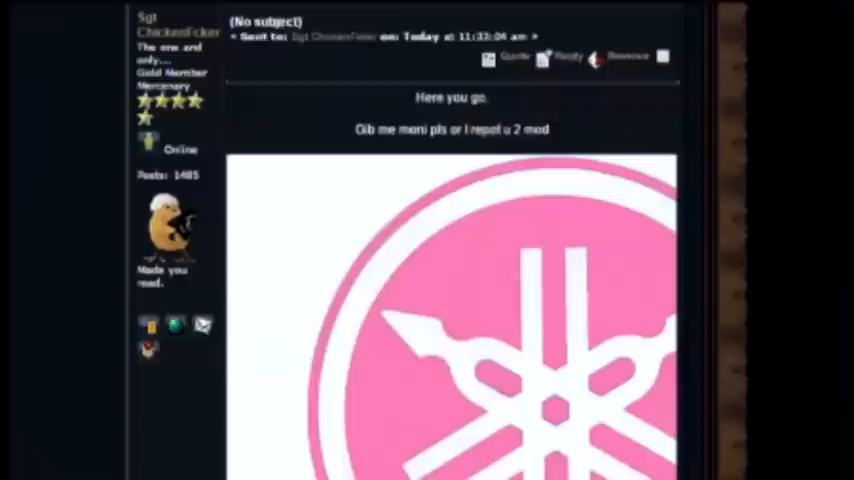 Sgt
ChickenFcker
The one and
only....
Gold Member
Mercenary
Online
Posts: 1485
Made you
read.
(No subject)
« Sent to: Sgt ChickenFcker on: Today at 11:33:04 am »
Quote Reply Remove
Here you go.
Gib me moni pls or I repot u 2 mod